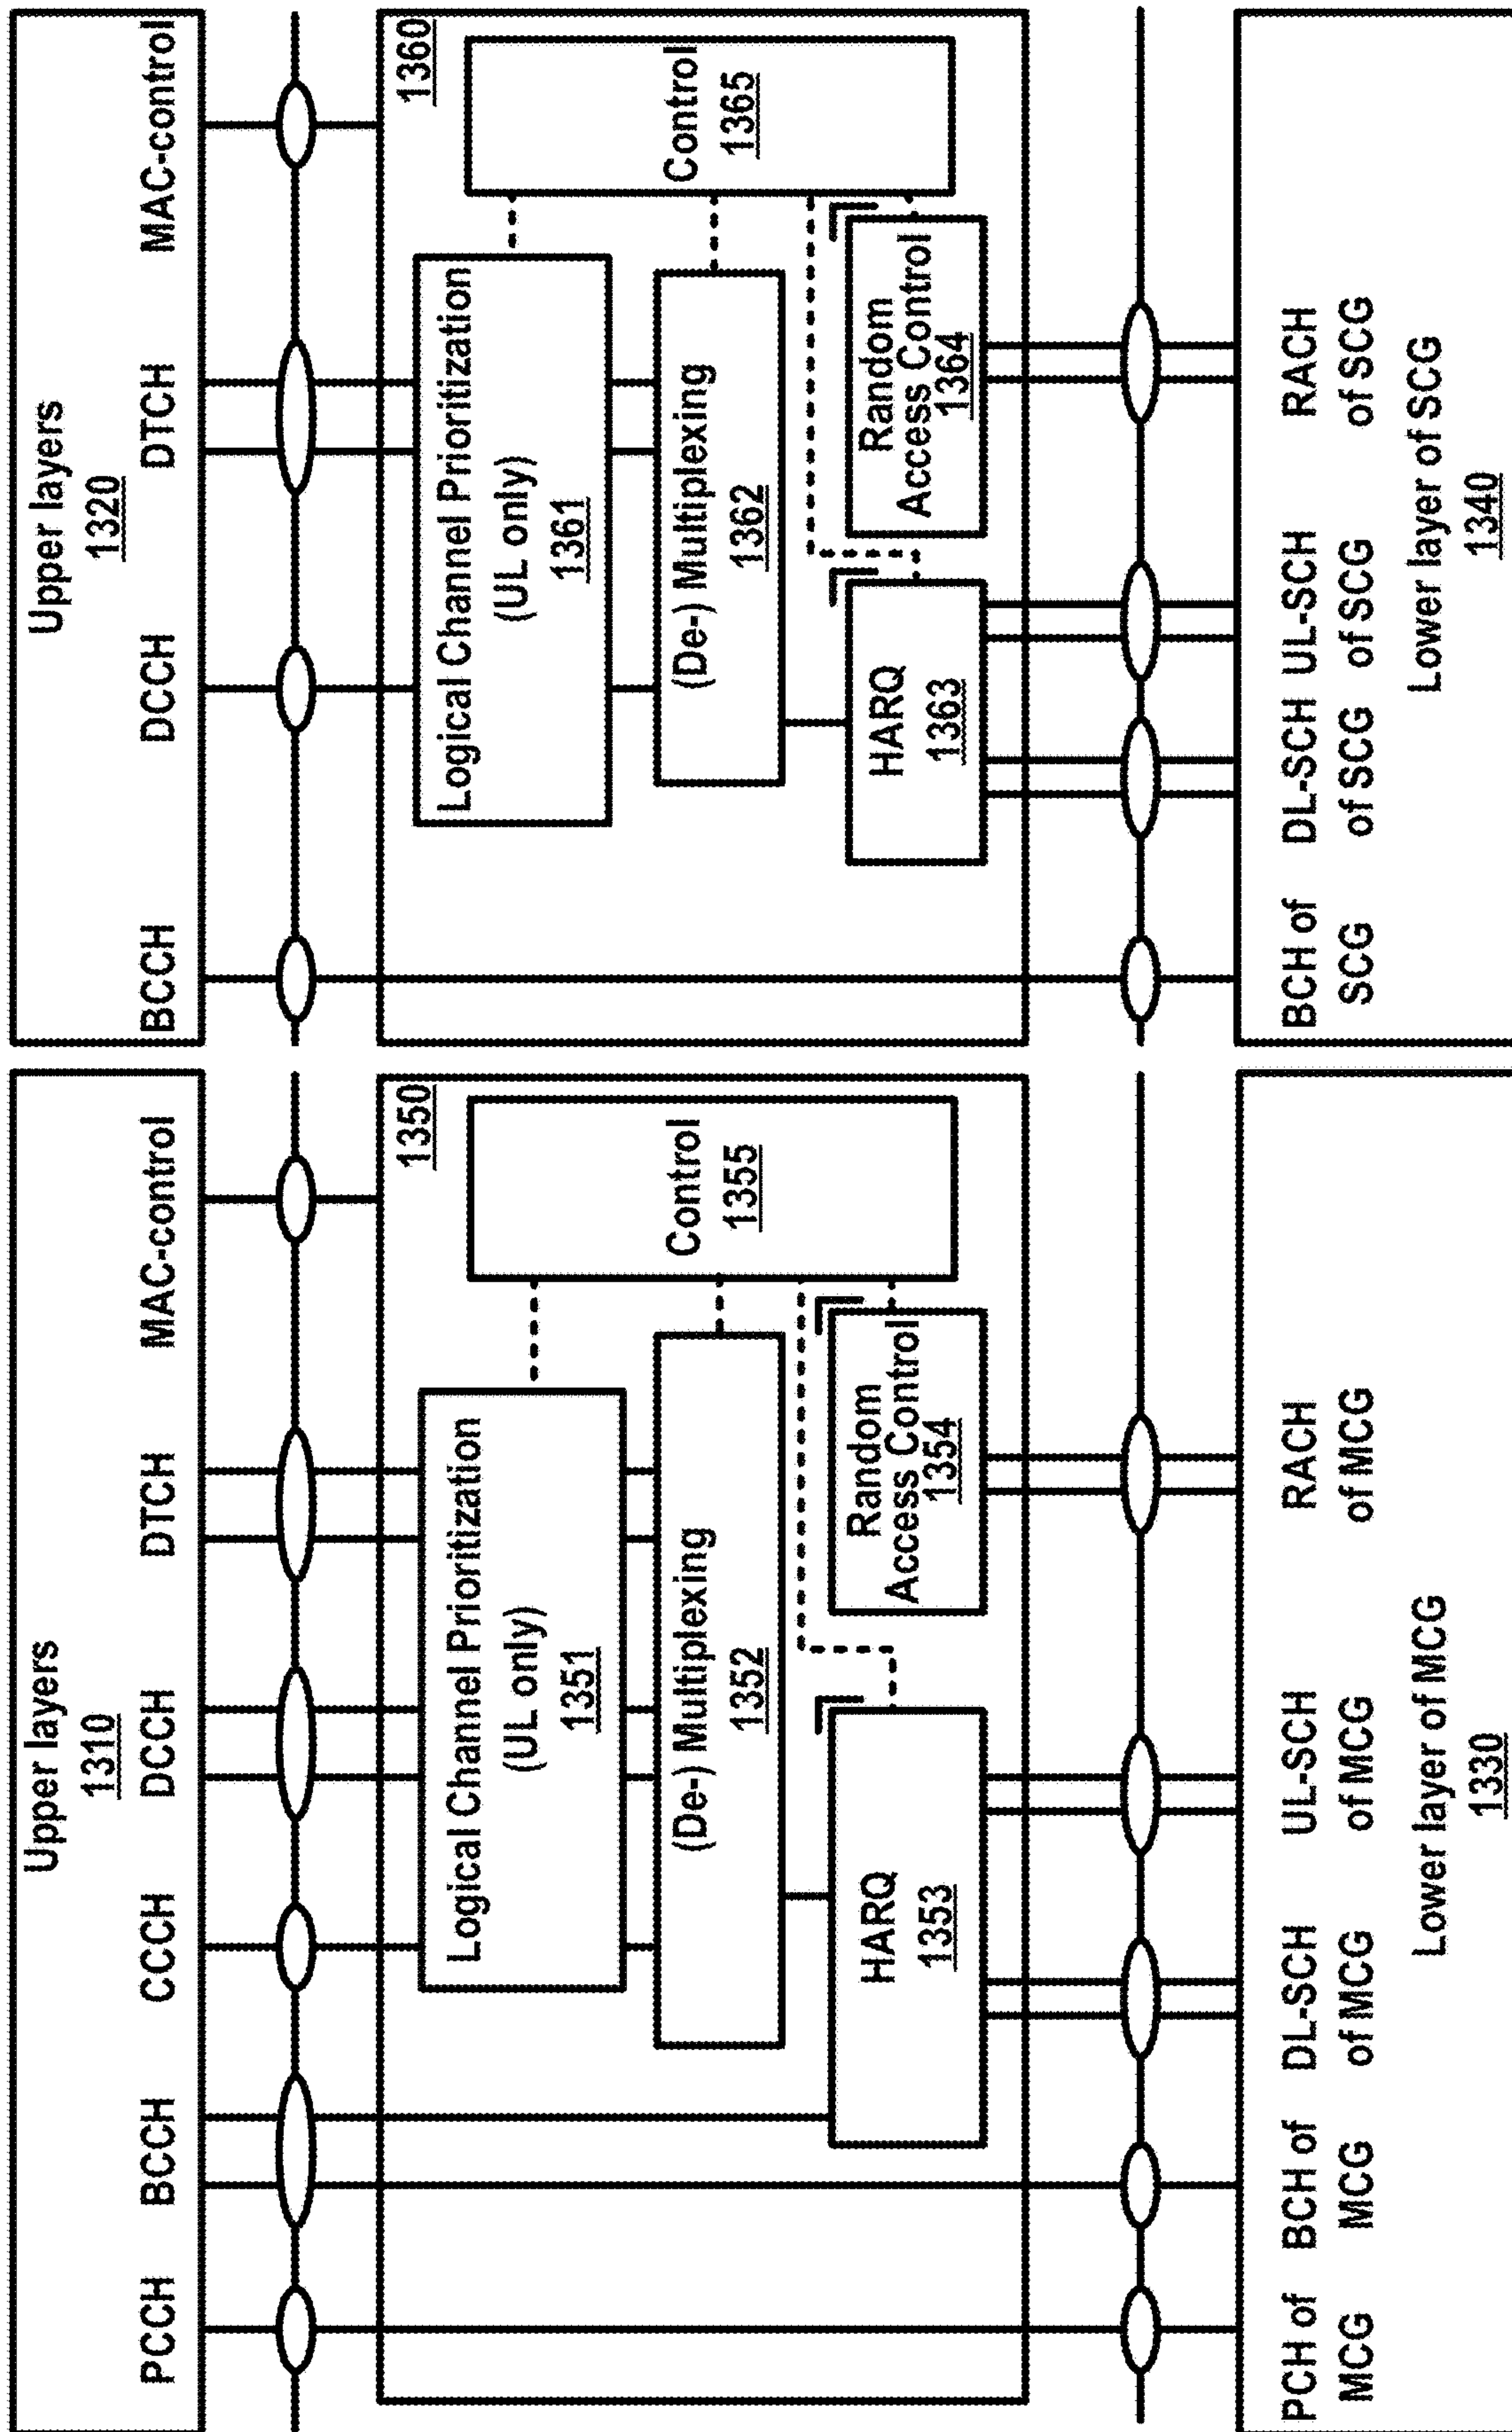 Upper layers
1310
PCCH BCCH CCCH DCCH DTCH MAC-control
1350
Logical Channel Prioritization
(UL only)
1351
(De-) Multiplexing
1352
HARQ
1353
Random
Access Control
1354
Control
1355
PCH of BCH of DL-SCH UL-SCH RACH
MCG MCG of MCG of MCG of MCG
Lower layer of MCG
1330
Upper layers
1320
BCCH DCCH DTCH MAC-control
1360
Logical Channel Prioritization
(UL only)
1361
(De-) Multiplexing
1362
HARQ
1363
Random
Access Control
1364
Control
1365
BCH of DL-SCH UL-SCH RACH
SCG of SCG of SCG of SCG
Lower layer of SCG
1340